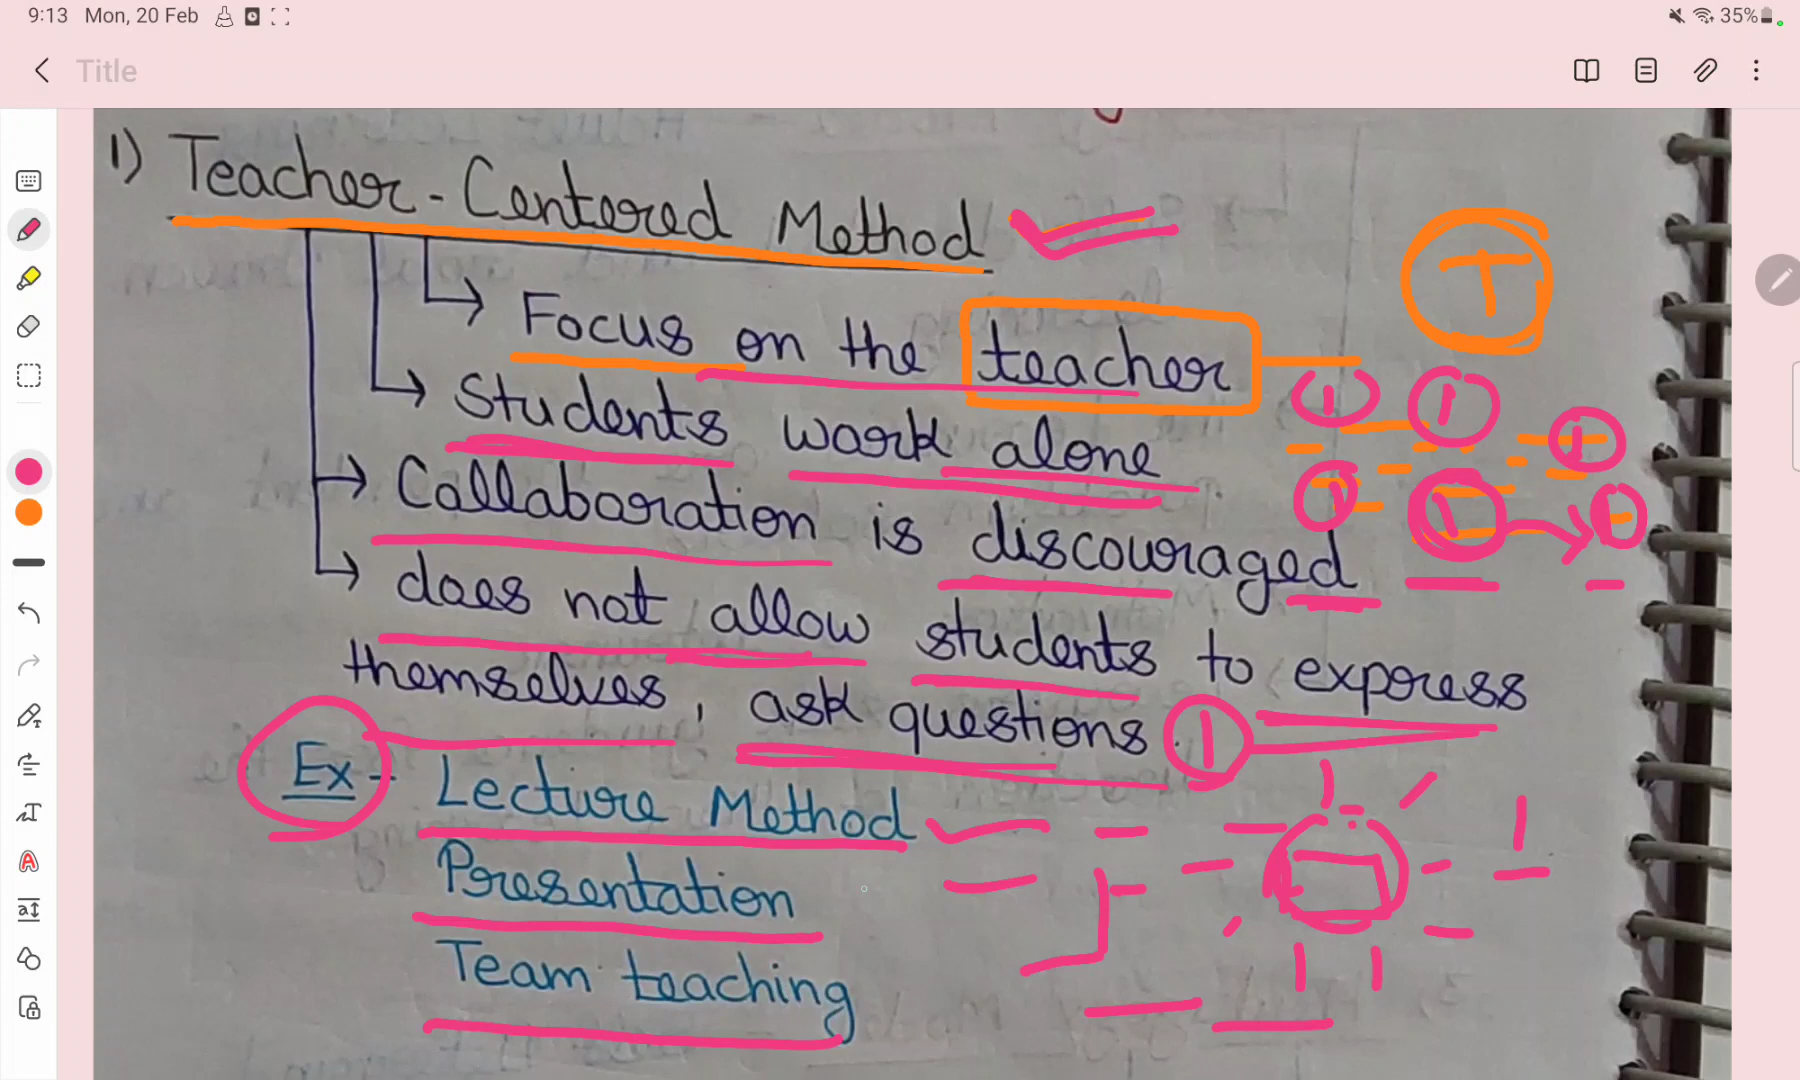 9:13 Mon, 20 Feb 35%
Title
1) Teacher-Centered Method
T
Focus on the teacher
Students work alone
Collaboration is discouraged
does not allow students to express
themselves, ask questions.
Ex - Lecture Method
Presentation
Team teaching